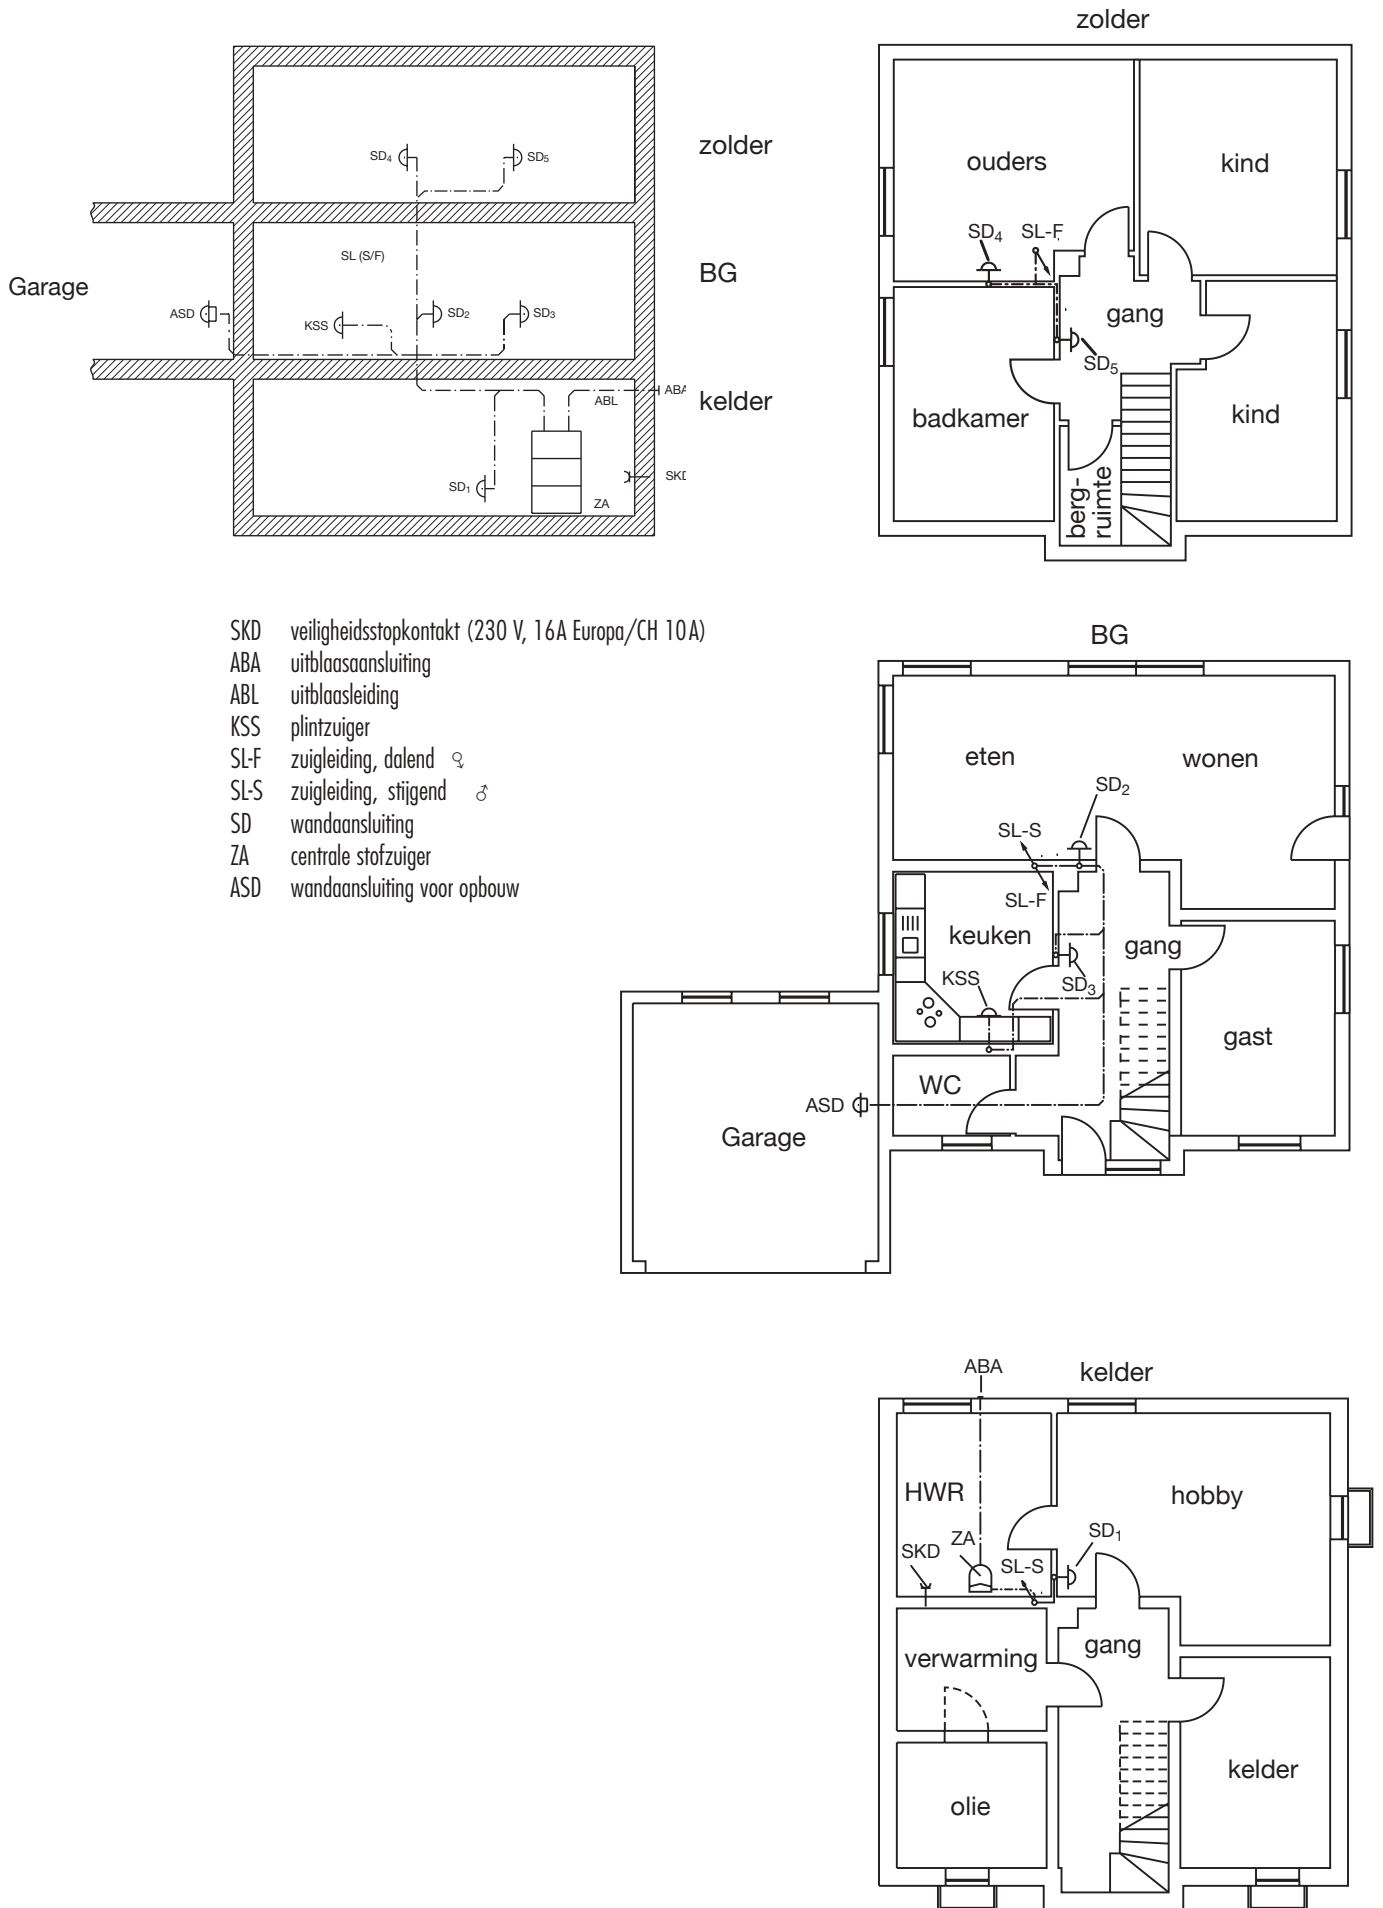 zolder
SD4
SD5
zolder
SL (S/F)
Garage
BG
ASD
KSS
SD2
SD3
ABL
ABA
kelder
SD1
SKD
ZA
ouders
kind
SD4
SL-F
gang
SD5
badkamer
kind
berg-
ruimte
SKD veiligheidsstopkontakt (230 V, 16A Europa/CH 10A)
ABA uitblaasaansluiting
ABL uitblaasleiding
KSS plintzuiger
SL-F zuigleiding, dalend
SL-S zuigleiding, stijgend
SD wandaansluiting
ZA centrale stofzuiger
ASD wandaansluiting voor opbouw
BG
eten
wonen
SD2
SL-S
SL-F
keuken
gang
KSS
SD3
gast
WC
ASD
Garage
ABA
kelder
HWR
hobby
SKD
ZA
SL-S
SD1
verwarming
gang
kelder
olie